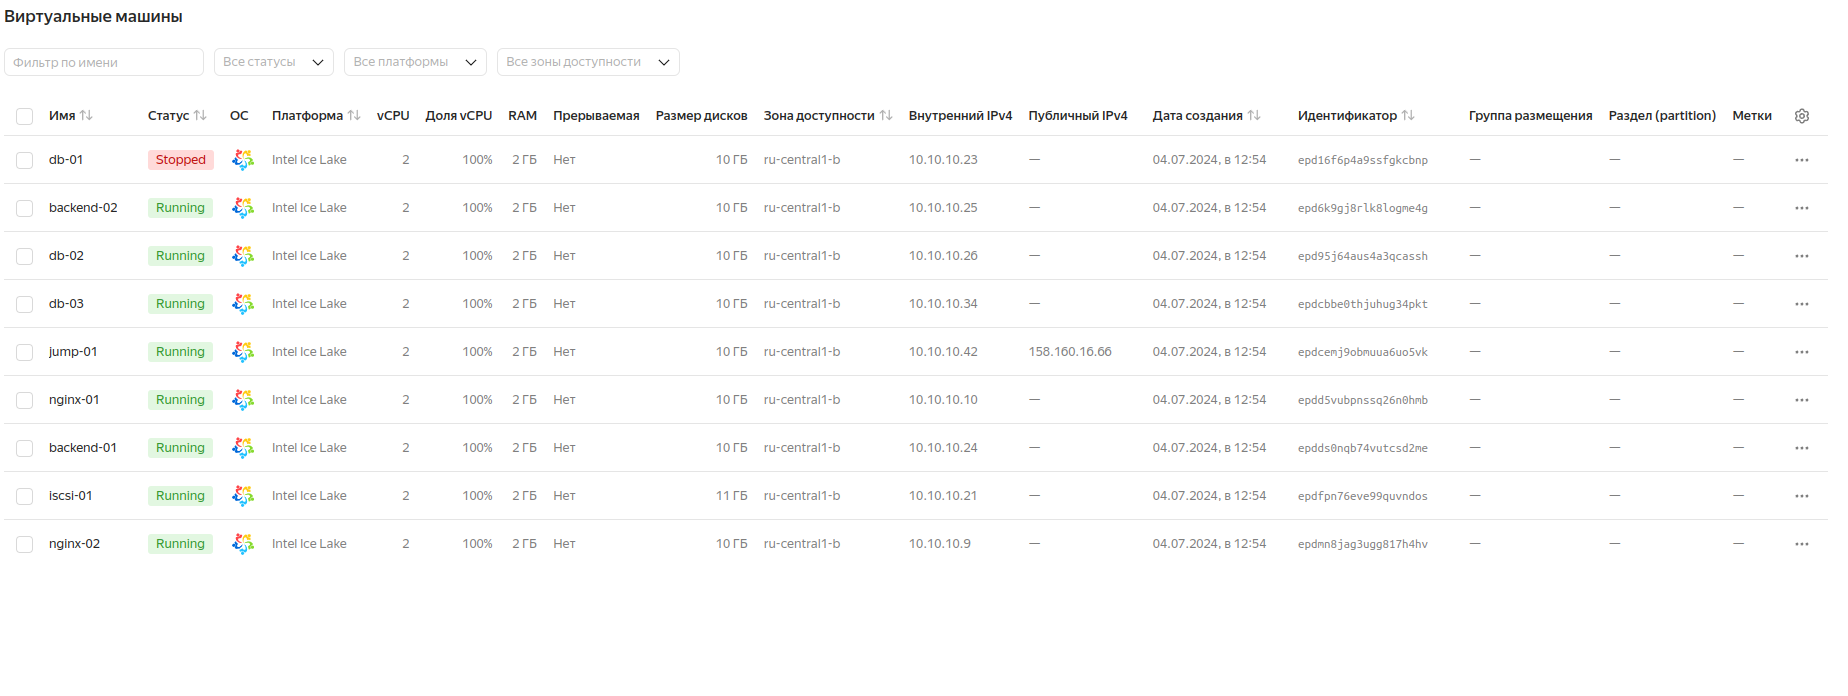 Виртуальные машины
Фильтр по имени Все статусы Все платформы Все зоны доступности
Имя Статус ОС Платформа vCPU Доля vCPU RAM Прерываемая Размер дисков Зона доступности Внутренний IPv4 Публичный IPv4 Дата создания Идентификатор Группа размещения Раздел (partition) Метки
db-01 Stopped Intel Ice Lake 2 100% 2 ГБ Нет 10 ГБ ru-central1-b 10.10.10.23 — 04.07.2024, в 12:54 epd16f6p4a9ssfgkcbnp — — —
backend-02 Running Intel Ice Lake 2 100% 2 ГБ Нет 10 ГБ ru-central1-b 10.10.10.25 — 04.07.2024, в 12:54 epd6k9gj8rlk8logme4g — — —
db-02 Running Intel Ice Lake 2 100% 2 ГБ Нет 10 ГБ ru-central1-b 10.10.10.26 — 04.07.2024, в 12:54 epd95j64aus4a3qcassh — — —
db-03 Running Intel Ice Lake 2 100% 2 ГБ Нет 10 ГБ ru-central1-b 10.10.10.34 — 04.07.2024, в 12:54 epdcbbe0thjuhug34pkt — — —
jump-01 Running Intel Ice Lake 2 100% 2 ГБ Нет 10 ГБ ru-central1-b 10.10.10.42 158.160.16.66 04.07.2024, в 12:54 epdcemj9obmuua6uo5vk — — —
nginx-01 Running Intel Ice Lake 2 100% 2 ГБ Нет 10 ГБ ru-central1-b 10.10.10.10 — 04.07.2024, в 12:54 epdd5vubpnssq26n0hmb — — —
backend-01 Running Intel Ice Lake 2 100% 2 ГБ Нет 10 ГБ ru-central1-b 10.10.10.24 — 04.07.2024, в 12:54 epdds0nqb74vutcsd2me — — —
iscsi-01 Running Intel Ice Lake 2 100% 2 ГБ Нет 11 ГБ ru-central1-b 10.10.10.21 — 04.07.2024, в 12:54 epdfpn76eve99quvndos — — —
nginx-02 Running Intel Ice Lake 2 100% 2 ГБ Нет 10 ГБ ru-central1-b 10.10.10.9 — 04.07.2024, в 12:54 epdmn8jag3ugg817h4hv — — —